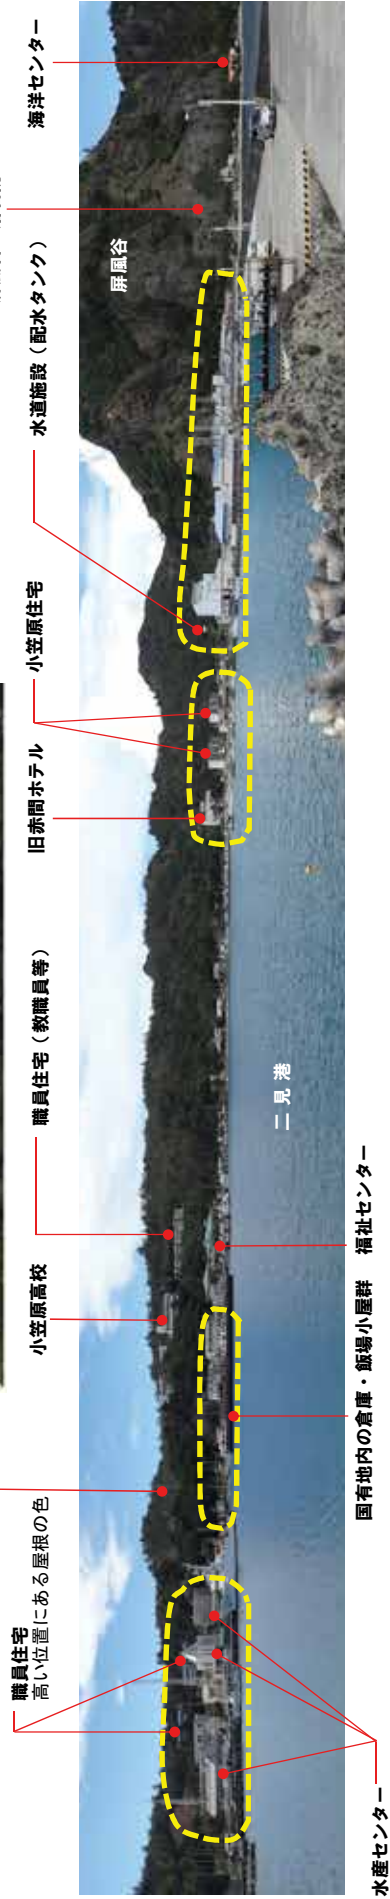 職員住宅
高い位置にある屋根の色
小笠原高校
職員住宅（教職員等）
旧赤間ホテル
小笠原住宅
水道施設（配水タンク）
海洋センター
屏風谷
二見港
水産センター
国有地内の倉庫・飯場小屋群
福祉センター